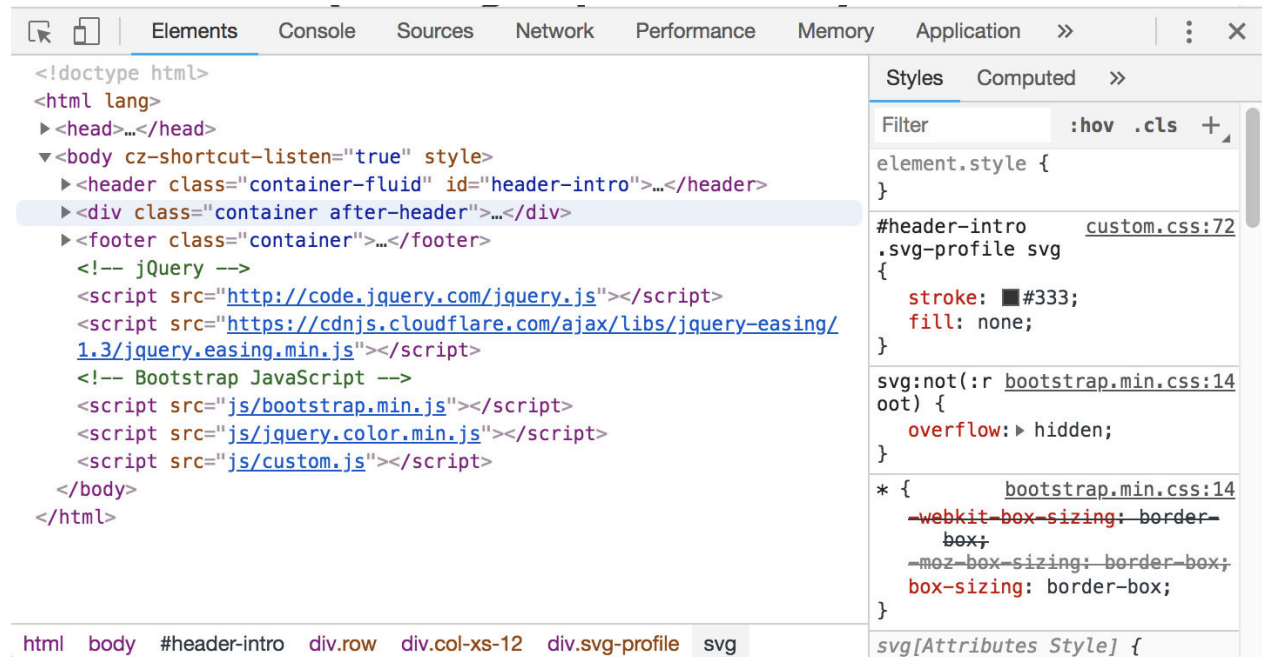 Elements Console Sources Network Performance Memory Application »
<!doctype html>
<html lang>
▶<head>…</head>
▼<body cz-shortcut-listen="true" style>
▶<header class="container-fluid" id="header-intro">…</header>
▶<div class="container after-header">…</div>
▶<footer class="container">…</footer>
<!-- jQuery -->
<script src="http://code.jquery.com/jquery.js"></script>
<script src="https://cdnjs.cloudflare.com/ajax/libs/jquery-easing/
1.3/jquery.easing.min.js"></script>
<!-- Bootstrap JavaScript -->
<script src="js/bootstrap.min.js"></script>
<script src="js/jquery.color.min.js"></script>
<script src="js/custom.js"></script>
</body>
</html>
html body #header-intro div.row div.col-xs-12 div.svg-profile svg
Styles Computed »
Filter :hov .cls +
element.style {
}
#header-intro custom.css:72
.svg-profile svg
{
stroke: #333;
fill: none;
}
svg:not(:r bootstrap.min.css:14
oot) {
overflow:▶ hidden;
}
* { bootstrap.min.css:14
-webkit-box-sizing: border-
box;
-moz-box-sizing: border-box;
box-sizing: border-box;
}
svg[Attributes Style] {